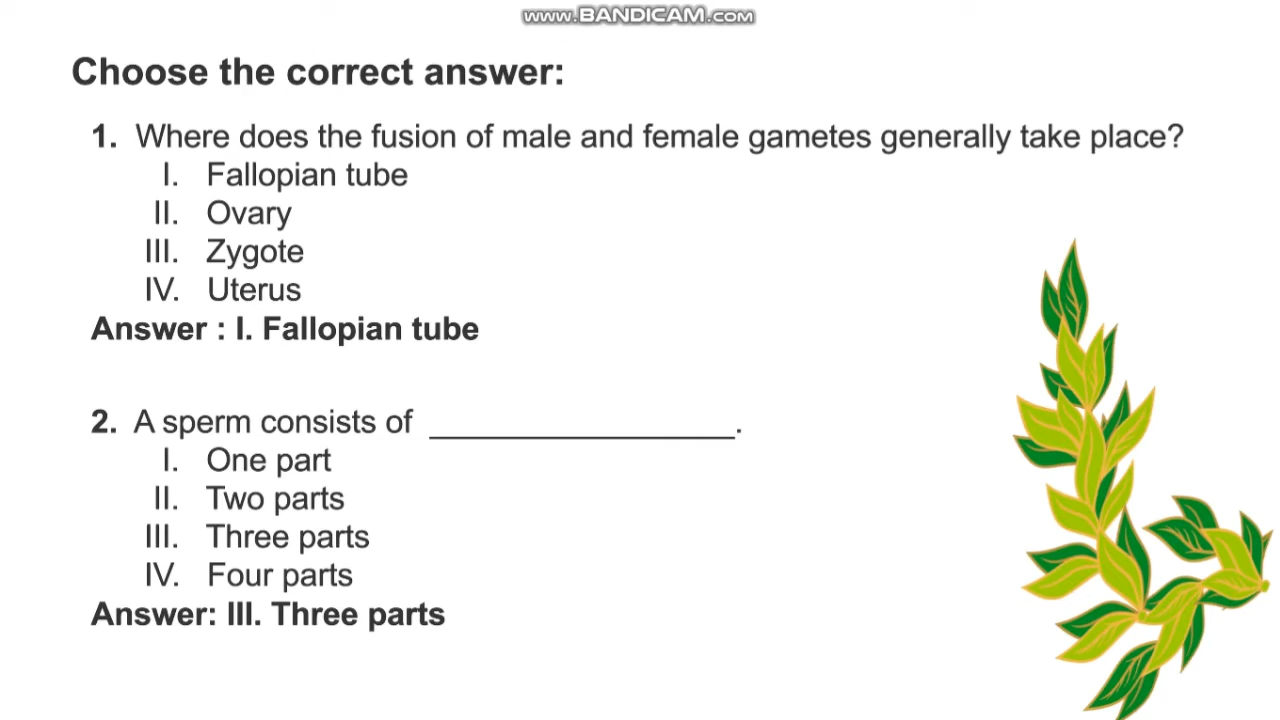 www.BANDICAM.com
Choose the correct answer:
1. Where does the fusion of male and female gametes generally take place?
I. Fallopian tube
II. Ovary
III. Zygote
IV. Uterus
Answer : I. Fallopian tube
2. A sperm consists of _________________.
I. One part
II. Two parts
III. Three parts
IV. Four parts
Answer: III. Three parts